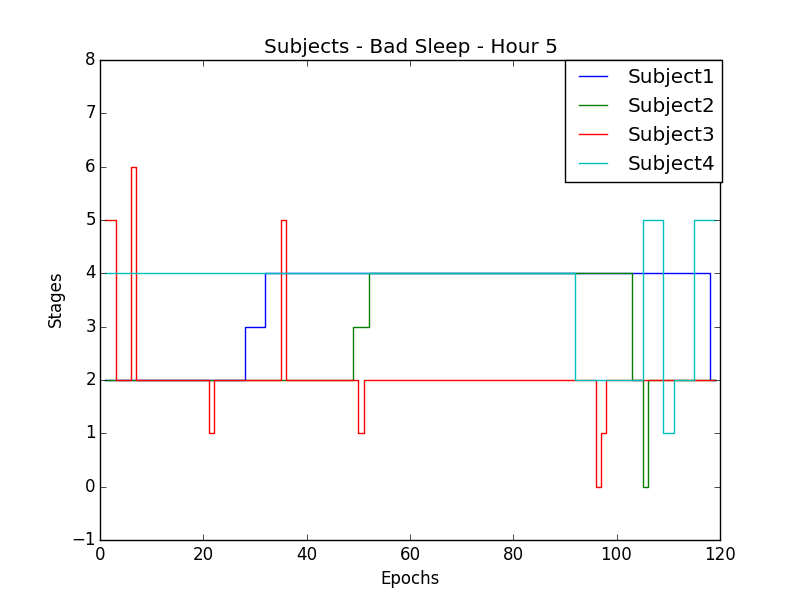 Subjects - Bad Sleep - Hour 5
8
7
6
5
4
3
2
1
0
−1
Stages
0 20 40 60 80 100 120
Epochs
Subject1
Subject2
Subject3
Subject4